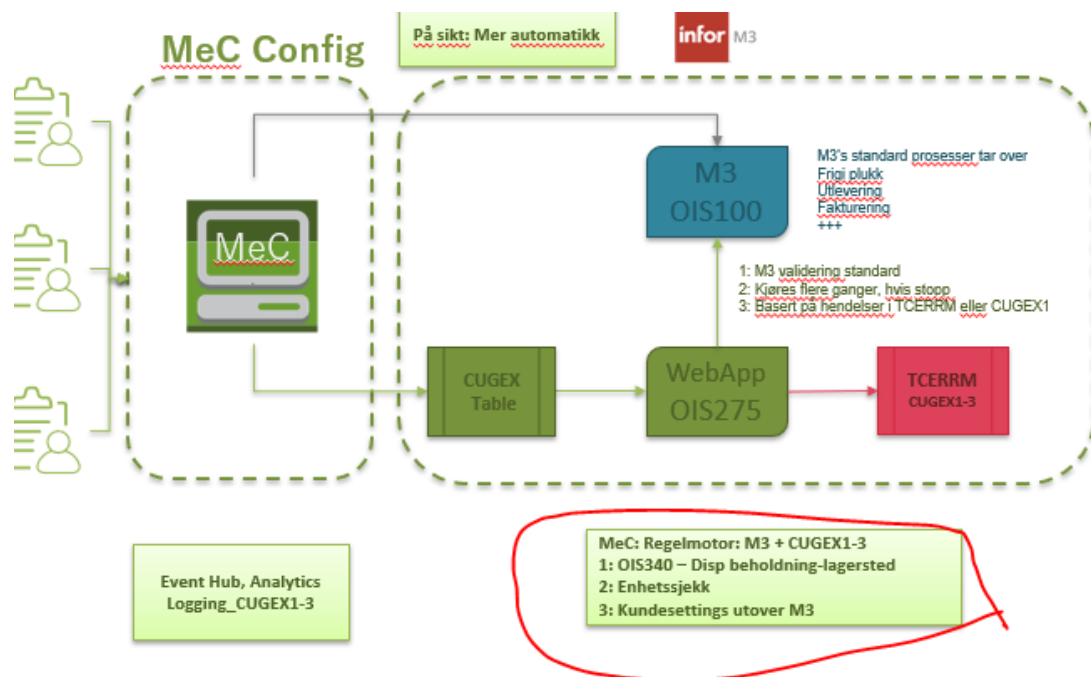 På sikt: Mer automatikk
infor M3
MeC Config
MeC
M3
OIS100
M3's standard prosesser tar over
Frigi plukk
Utlevering
Fakturering
+++
1: M3 validering standard
2: Kjøres flere ganger, hvis stopp
3: Basert på hendelser i TCERRM eller CUGEX1
CUGEX
Table
WebApp
OIS275
TCERRM
CUGEX1-3
Event Hub, Analytics
Logging_CUGEX1-3
MeC: Regelmotor: M3 + CUGEX1-3
1: OIS340 – Disp beholdning-lagersted
2: Enhetssjekk
3: Kundesettings utover M3